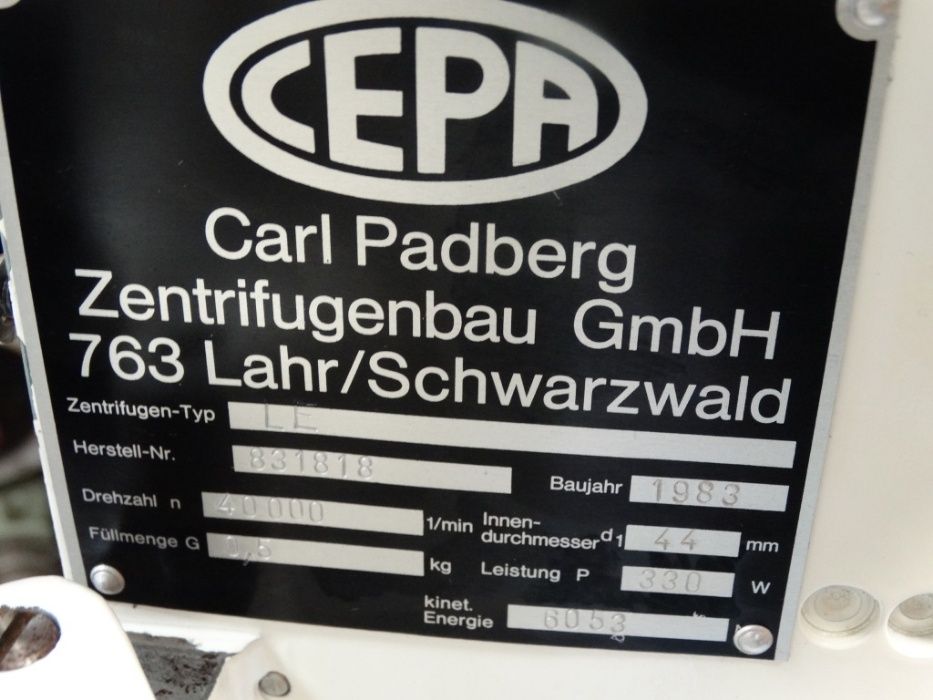 CEPA
Carl Padberg
Zentrifugenbau GmbH
763 Lahr/Schwarzwald
Zentrifugen-Typ LE
Herstell-Nr. 831818 Baujahr 1983
Drehzahl n 40000 1/min Innen-durchmesser d1 44 mm
Füllmenge G 0,5 kg Leistung P 330 W
kinet. Energie 6053